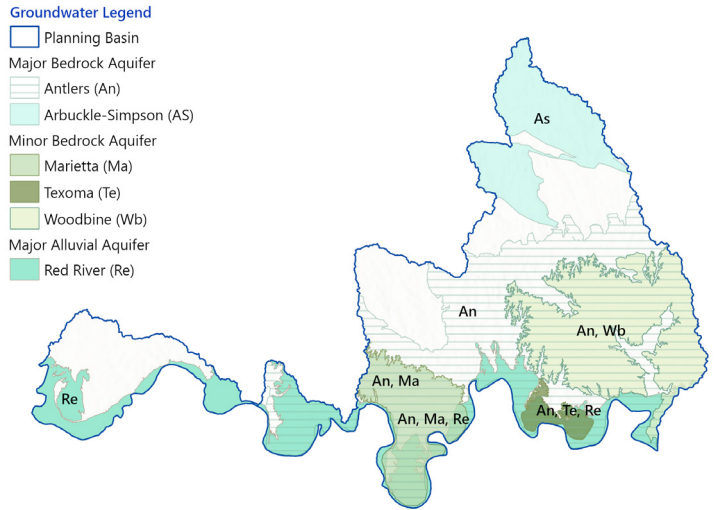 Groundwater Legend
Planning Basin
Major Bedrock Aquifer
Antlers (An)
Arbuckle-Simpson (AS)
Minor Bedrock Aquifer
Marietta (Ma)
Texoma (Te)
Woodbine (Wb)
Major Alluvial Aquifer
Red River (Re)
As
An
An, Wb
An, Ma
Re
An, Ma, Re
An, Te, Re